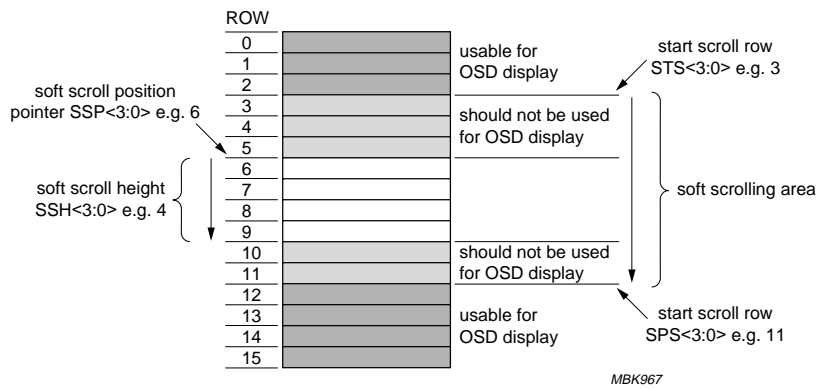 ROW
0
1
2
3
4
5
6
7
8
9
10
11
12
13
14
15
soft scroll position
pointer SSP<3:0> e.g. 6
soft scroll height
SSH<3:0> e.g. 4
usable for
OSD display
should not be used
for OSD display
should not be used
for OSD display
usable for
OSD display
start scroll row
STS<3:0> e.g. 3
soft scrolling area
start scroll row
SPS<3:0> e.g. 11
MBK967